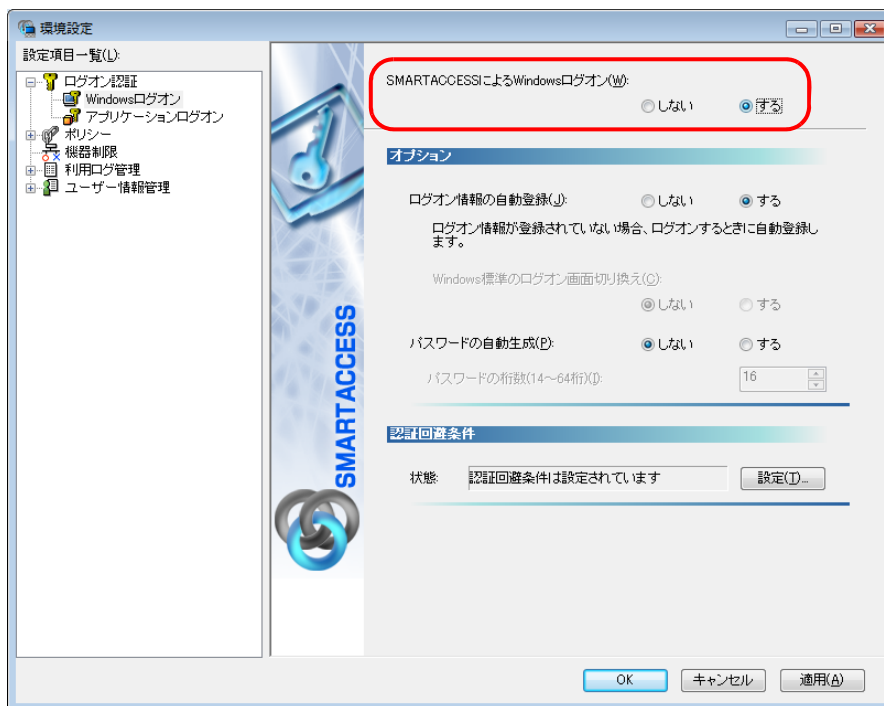 環境設定
設定項目一覧(L):
ログオン認証
Windowsログオン
アプリケーションログオン
ポリシー
機器制限
利用ログ管理
ユーザー情報管理
SMARTACCESS
SMARTACCESSによるWindowsログオン(W):
しない する
オプション
ログオン情報の自動登録(J): しない する
ログオン情報が登録されていない場合、ログオンするときに自動登録し
ます。
Windows標準のログオン画面切り換え(C):
しない する
パスワードの自動生成(P): しない する
パスワードの桁数(14～64桁)(I): 16
認証回避条件
状態: 認証回避条件は設定されています 設定(T)...
OK キャンセル 適用(A)